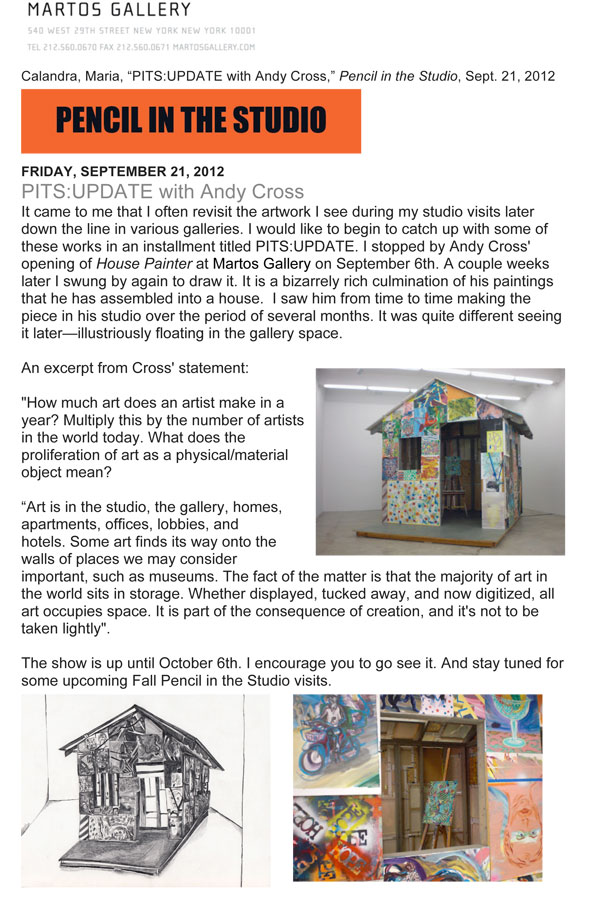 MARTOS GALLERY
540 WEST 29TH STREET NEW YORK NEW YORK 10001
TEL 212.560.0670 FAX 212.560.0671 MARTOSGALLERY.COM
Calandra, Maria, “PITS:UPDATE with Andy Cross,” Pencil in the Studio, Sept. 21, 2012
PENCIL IN THE STUDIO
FRIDAY, SEPTEMBER 21, 2012
PITS:UPDATE with Andy Cross
It came to me that I often revisit the artwork I see during my studio visits later
down the line in various galleries. I would like to begin to catch up with some of
these works in an installment titled PITS:UPDATE. I stopped by Andy Cross'
opening of House Painter at Martos Gallery on September 6th. A couple weeks
later I swung by again to draw it. It is a bizarrely rich culmination of his paintings
that he has assembled into a house.  I saw him from time to time making the
piece in his studio over the period of several months. It was quite different seeing
it later—illustriously floating in the gallery space.
An excerpt from Cross' statement:
"How much art does an artist make in a
year? Multiply this by the number of artists
in the world today. What does the
proliferation of art as a physical/material
object mean?
“Art is in the studio, the gallery, homes,
apartments, offices, lobbies, and
hotels. Some art finds its way onto the
walls of places we may consider
important, such as museums. The fact of the matter is that the majority of art in
the world sits in storage. Whether displayed, tucked away, and now digitized, all
art occupies space. It is part of the consequence of creation, and it's not to be
taken lightly".
The show is up until October 6th. I encourage you to go see it. And stay tuned for
some upcoming Fall Pencil in the Studio visits.
HOPE